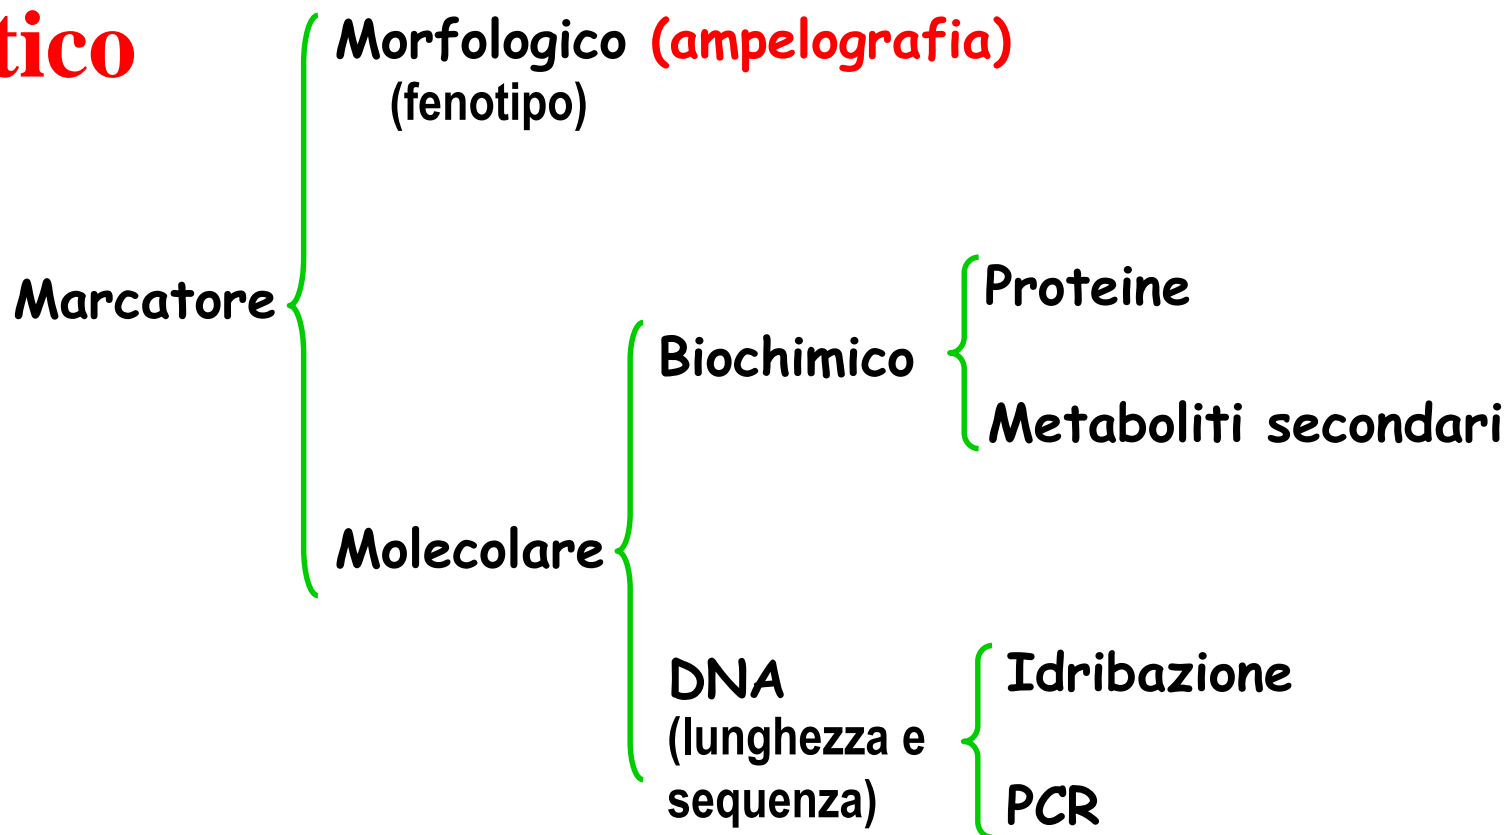 tico
Morfologico (ampelografia)
(fenotipo)
Marcatore
Molecolare
Biochimico
Proteine
Metaboliti secondari
DNA
(lunghezza e
sequenza)
Idribazione
PCR